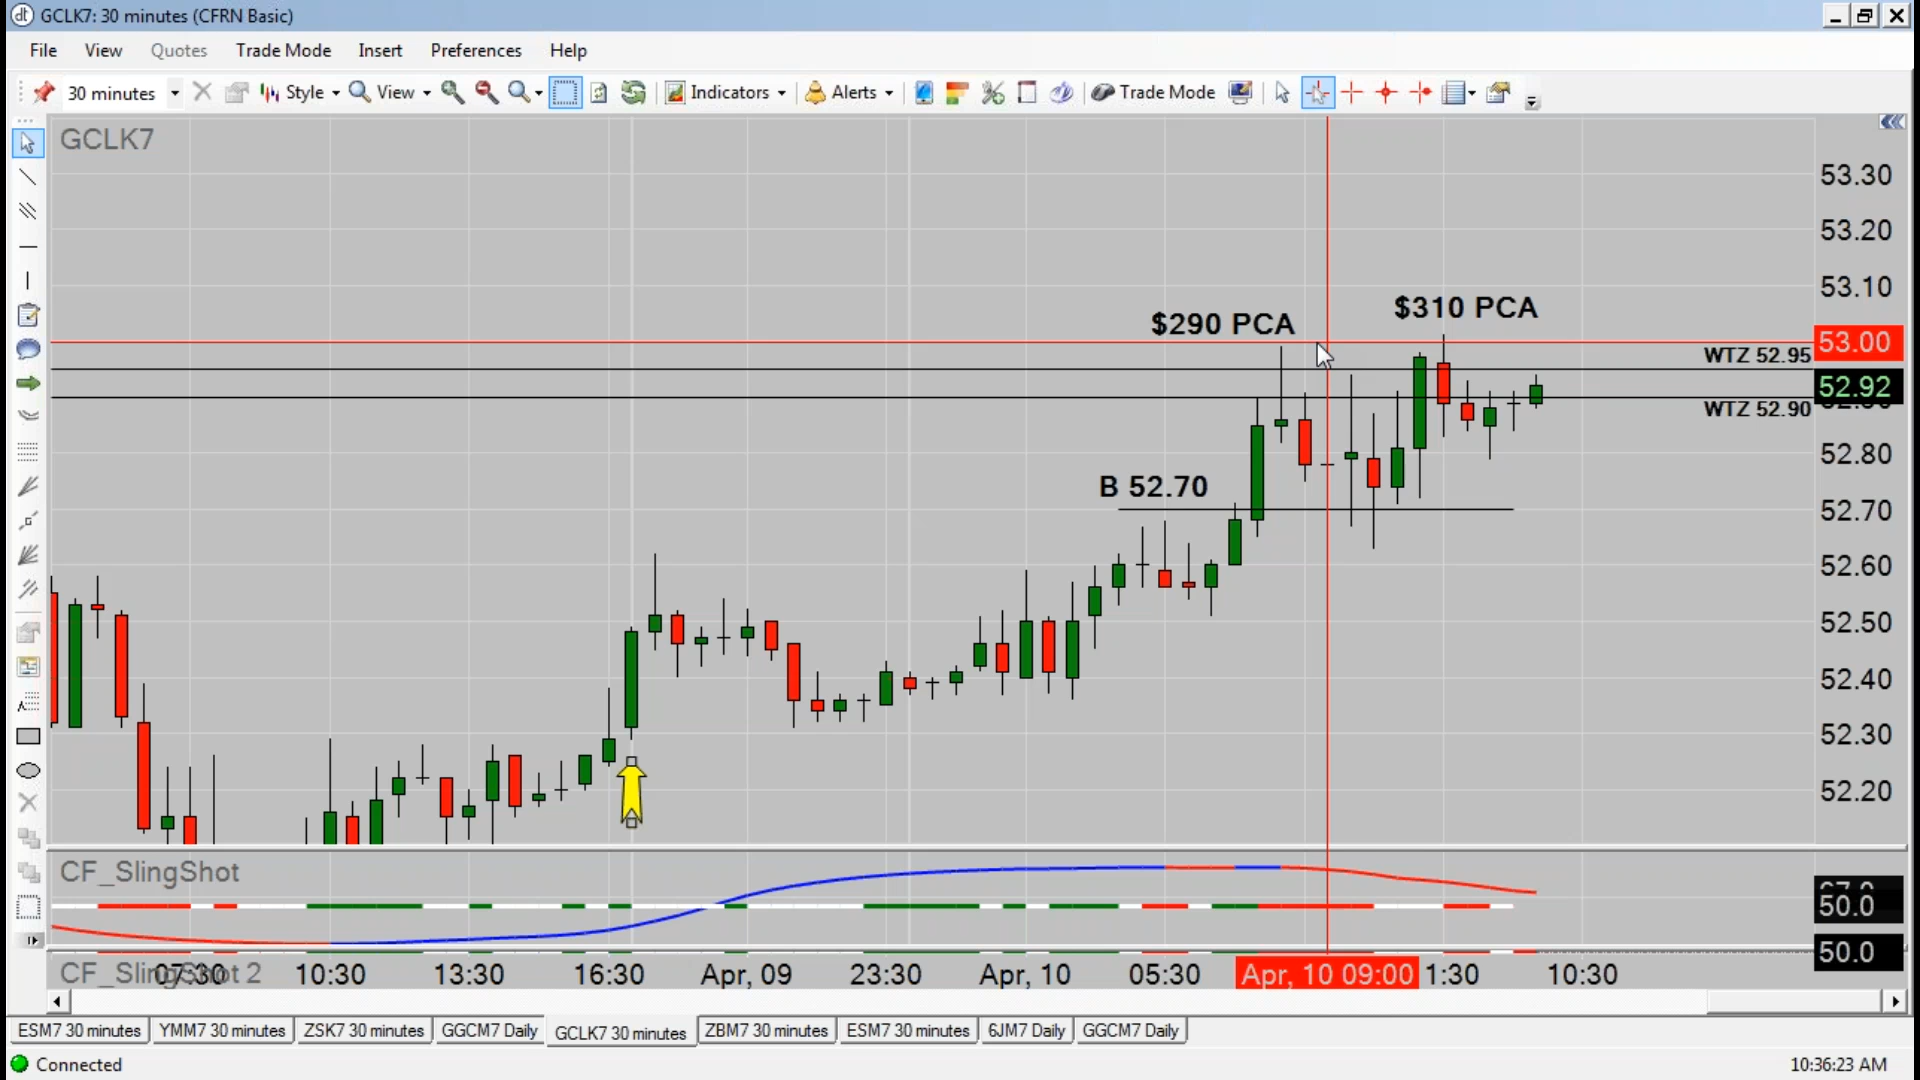 GCLK7: 30 minutes (CFRN Basic)
File View Quotes Trade Mode Insert Preferences Help
30 minutes Style View Indicators Alerts Trade Mode
GCLK7
53.30
53.20
53.10
$290 PCA $310 PCA
53.00
WTZ 52.95
52.92
WTZ 52.90
52.80
B 52.70
52.70
52.60
52.50
52.40
52.30
52.20
CF_SlingShot
50.0
50.0
CF_SlingShot 2
07:30 10:30 13:30 16:30 Apr, 09 23:30 Apr, 10 05:30 Apr, 10 09:00 1:30 10:30
ESM7 30 minutes YMM7 30 minutes ZSK7 30 minutes GGCM7 Daily GCLK7 30 minutes ZBM7 30 minutes ESM7 30 minutes 6JM7 Daily GGCM7 Daily
Connected 10:36:23 AM